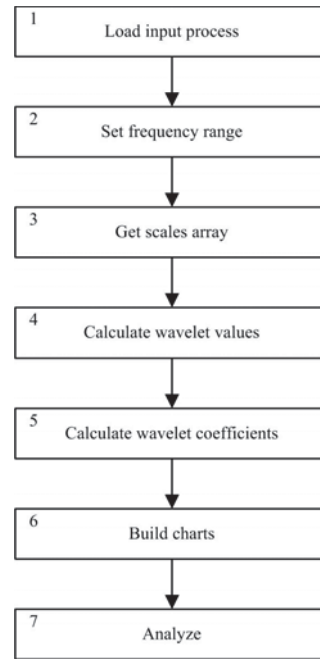 1
Load input process
2
Set frequency range
3
Get scales array
4
Calculate wavelet values
5
Calculate wavelet coefficients
6
Build charts
7
Analyze